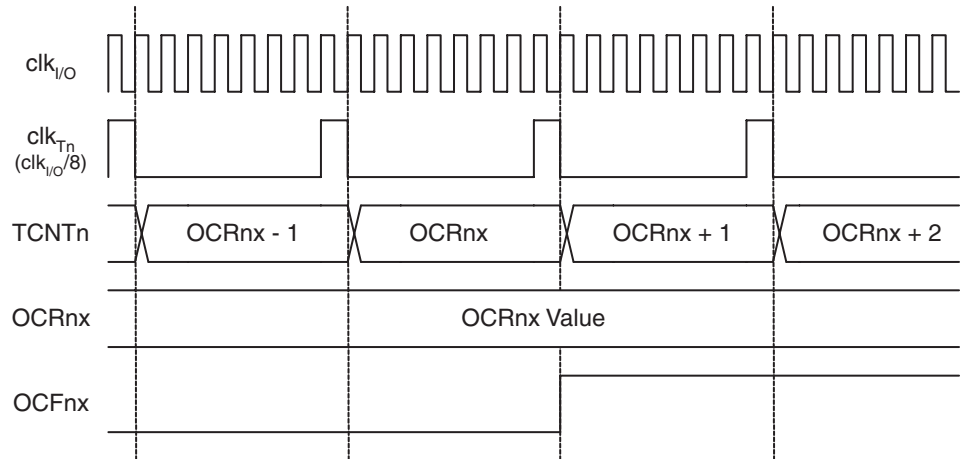 clkI/O
clkTn
(clkI/O/8)
TCNTn OCRnx - 1 OCRnx OCRnx + 1 OCRnx + 2
OCRnx OCRnx Value
OCFnx